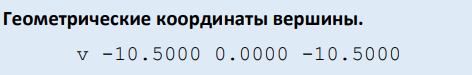 Геометрические координаты вершины.
v -10.5000 0.0000 -10.5000